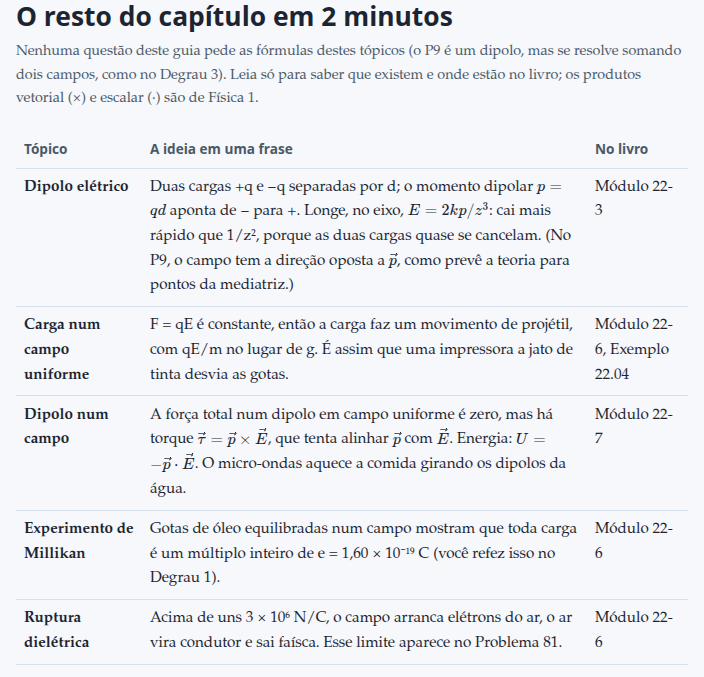 O resto do capítulo em 2 minutos
Nenhuma questão deste guia pede as fórmulas destes tópicos (o P9 é um dipolo, mas se resolve somando
dois campos, como no Degrau 3). Leia só para saber que existem e onde estão no livro; os produtos
vetorial (×) e escalar (·) são de Física 1.
Tópico A ideia em uma frase No livro
Dipolo elétrico Duas cargas +q e −q separadas por d; o momento dipolar p = Módulo 22-
qd aponta de − para +. Longe, no eixo, E = 2kp/z³: cai mais 3
rápido que 1/z², porque as duas cargas quase se cancelam. (No
P9, o campo tem a direção oposta a p⃗, como prevê a teoria para
pontos da mediatriz.)
Carga num F = qE é constante, então a carga faz um movimento de projétil, Módulo 22-
campo com qE/m no lugar de g. É assim que uma impressora a jato de 6, Exemplo
uniforme tinta desvia as gotas. 22.04
Dipolo num A força total num dipolo em campo uniforme é zero, mas há Módulo 22-
campo torque τ⃗ = p⃗ × E⃗, que tenta alinhar p⃗ com E⃗. Energia: U = 7
−p⃗ · E⃗. O micro-ondas aquece a comida girando os dipolos da
água.
Experimento de Gotas de óleo equilibradas num campo mostram que toda carga Módulo 22-
Millikan é um múltiplo inteiro de e = 1,60 × 10⁻¹⁹ C (você refez isso no 6
Degrau 1).
Ruptura Acima de uns 3 × 10⁶ N/C, o campo arranca elétrons do ar, o ar Módulo 22-
dielétrica vira condutor e sai faísca. Esse limite aparece no Problema 81. 6